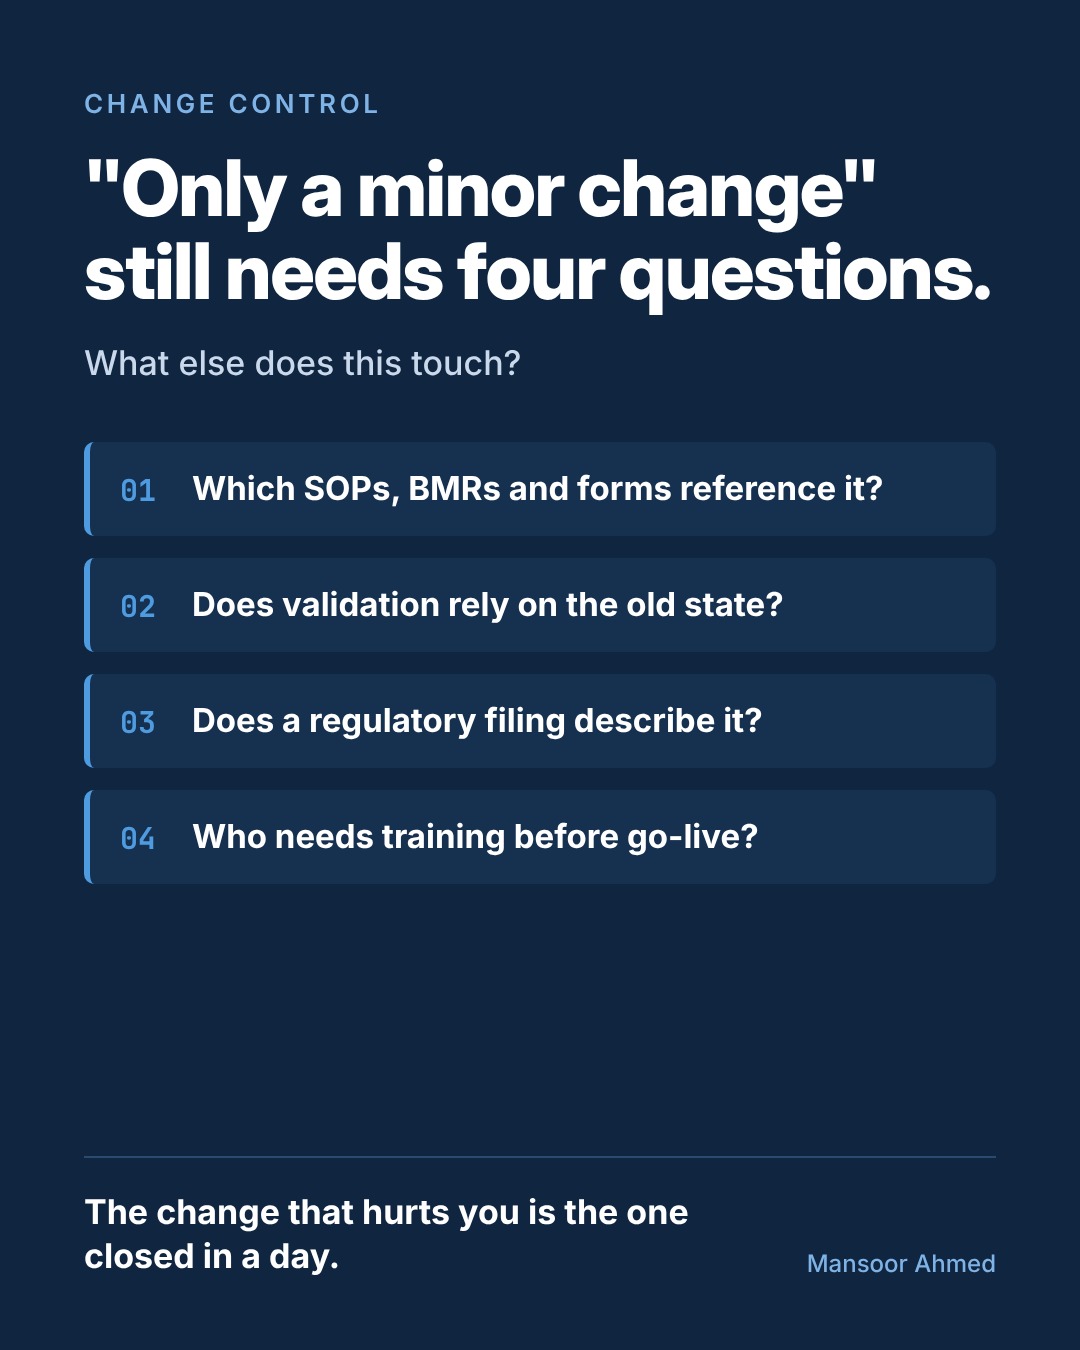 CHANGE CONTROL
"Only a minor change"
still needs four questions.
What else does this touch?
01 Which SOPs, BMRs and forms reference it?
02 Does validation rely on the old state?
03 Does a regulatory filing describe it?
04 Who needs training before go-live?
The change that hurts you is the one
closed in a day.
Mansoor Ahmed